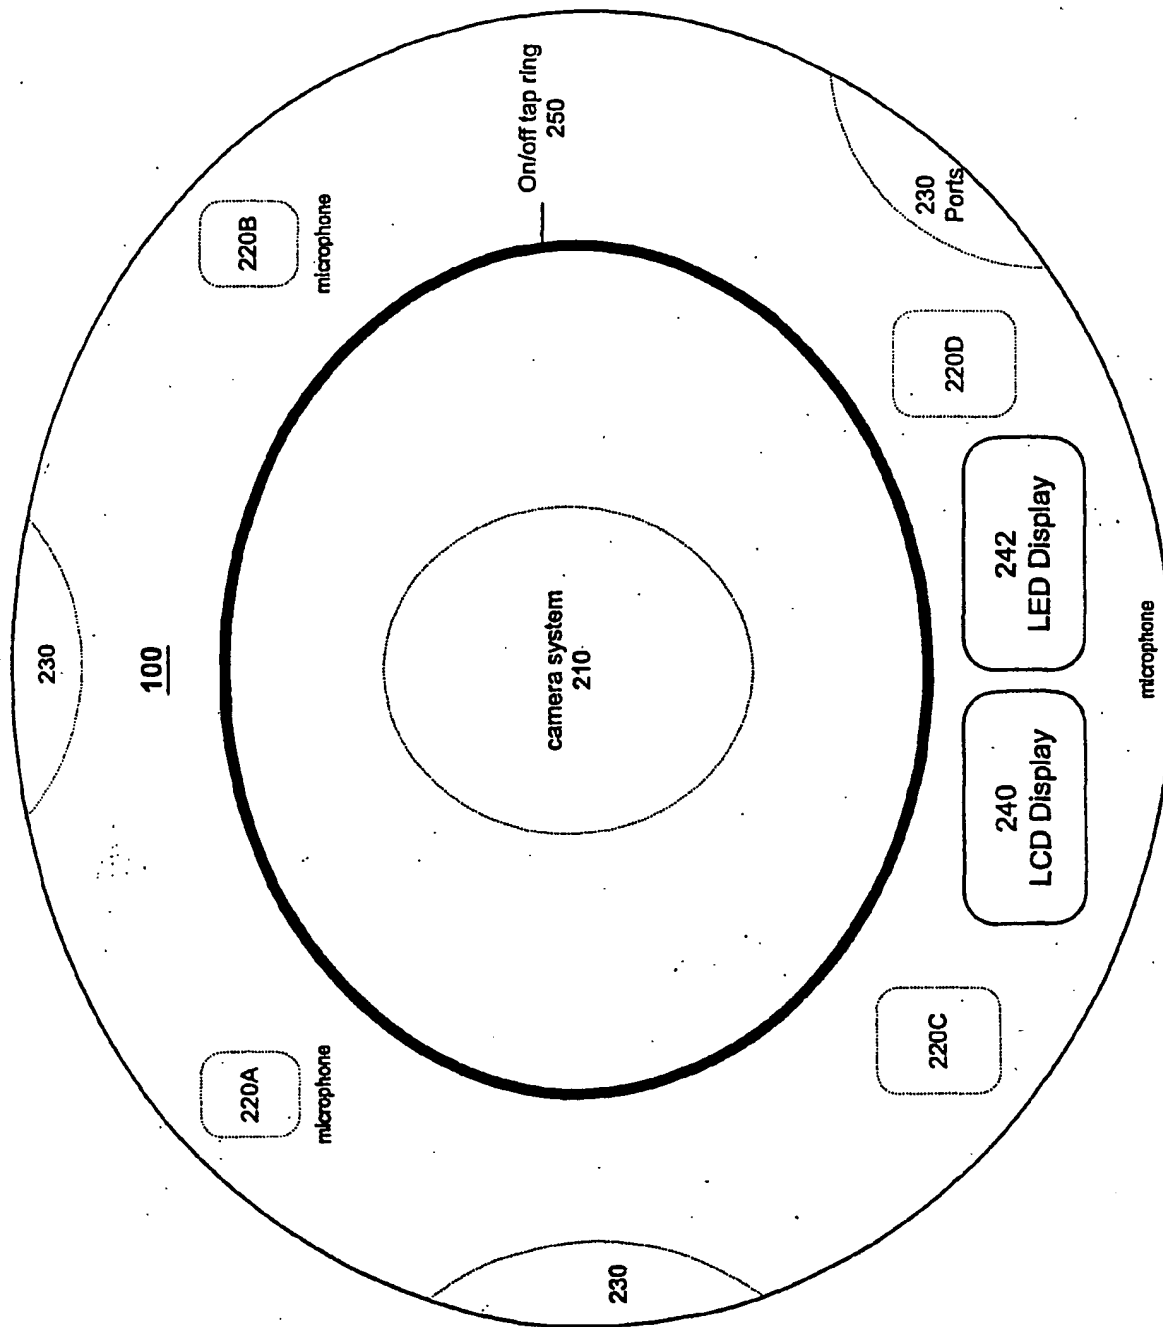 230
100
220A
microphone
220B
microphone
On/off tap ring
250
camera system
210
230
230
Ports
220C
220D
240
LCD Display
242
LED Display
microphone